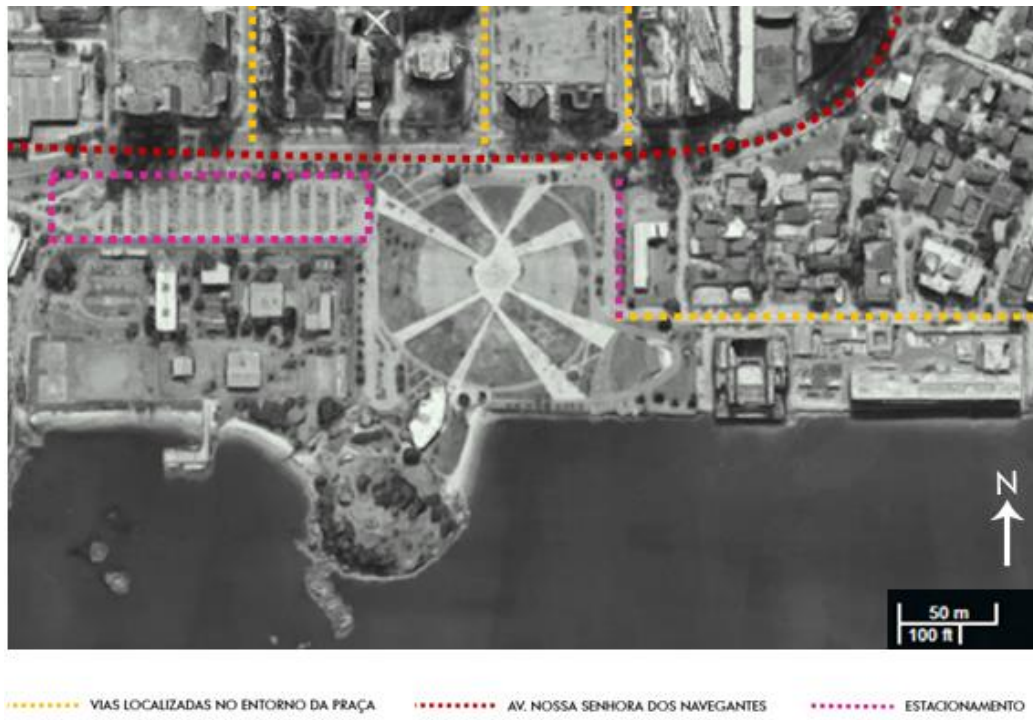 N
50 m
100 ft
VIAS LOCALIZADAS NO ENTORNO DA PRAÇA
AV. NOSSA SENHORA DOS NAVEGANTES
ESTACIONAMENTO